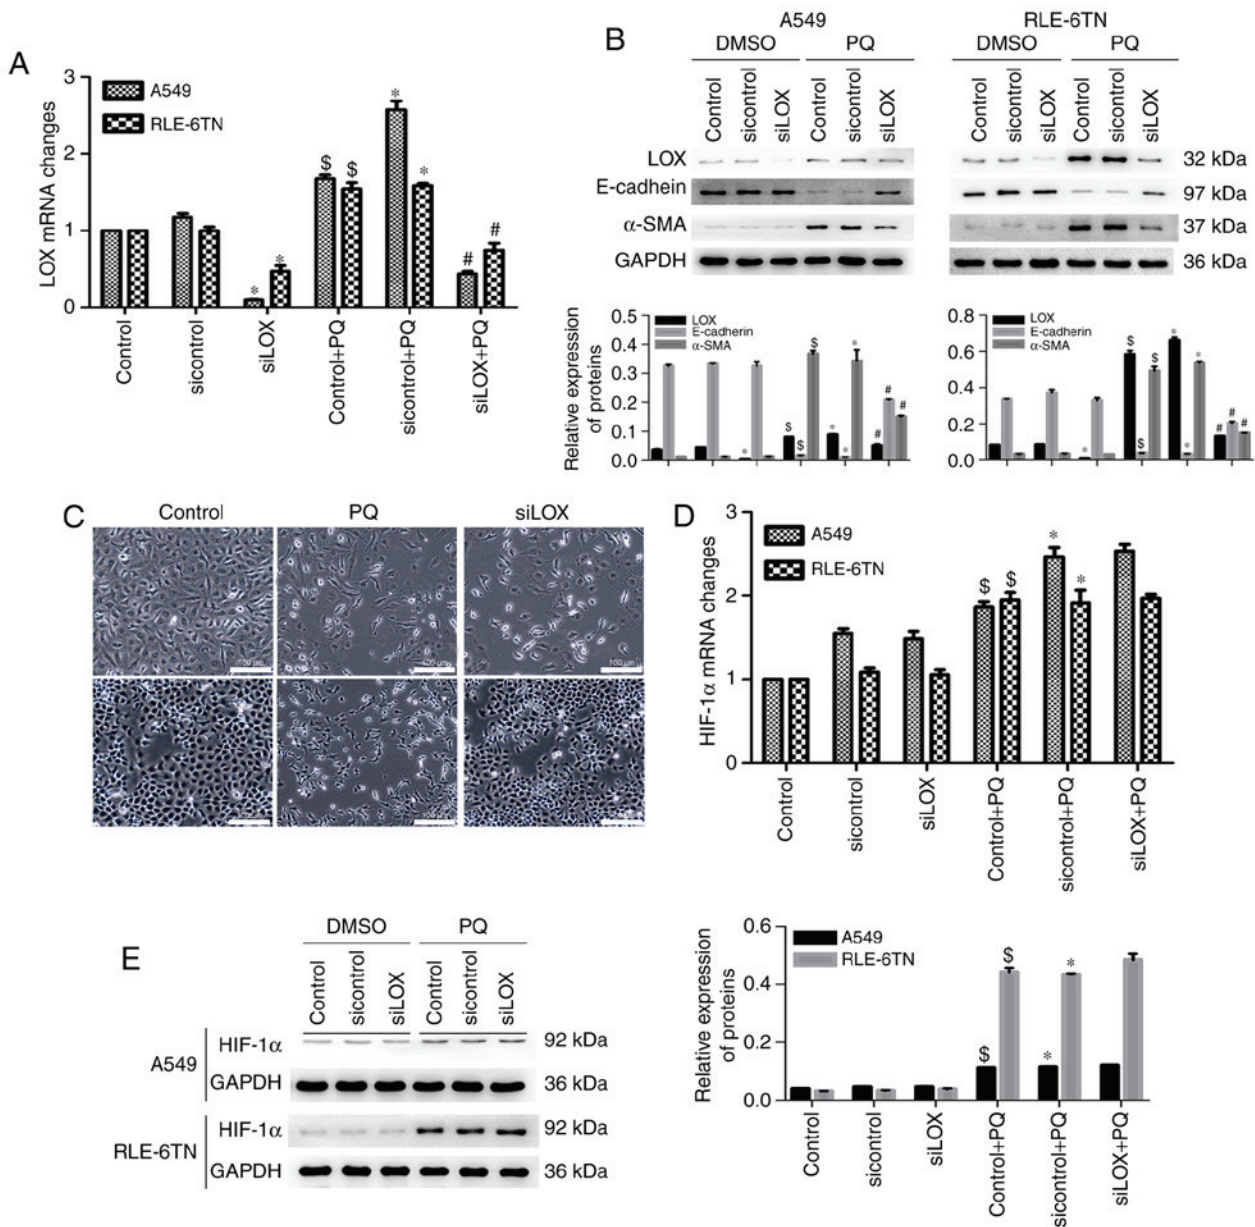 A
3
2
1
0
LOX mRNA changes
A549
RLE-6TN
*
*
$
$
*
*
#
#
Control
sicontrol
siLOX
Control+PQ
sicontrol+PQ
siLOX+PQ
B
A549
RLE-6TN
DMSO
PQ
DMSO
PQ
Control
sicontrol
siLOX
Control
sicontrol
siLOX
Control
sicontrol
siLOX
Control
sicontrol
siLOX
LOX
32 kDa
E-cadhein
97 kDa
α-SMA
37 kDa
GAPDH
36 kDa
Relative expression
of proteins
0.5
0.4
0.3
0.2
0.1
0.0
LOX
E-cadherin
α-SMA
*
$
$
$
*
*
*
#
#
#
0.8
0.6
0.4
0.2
0.0
LOX
E-cadherin
α-SMA
*
$
$
$
*
*
*
#
#
#
C
Control
PQ
siLOX
100 μm
100 μm
100 μm
D
3
2
1
0
HIF-1α mRNA changes
A549
RLE-6TN
$
$
*
*
Control
sicontrol
siLOX
Control+PQ
sicontrol+PQ
siLOX+PQ
E
DMSO
PQ
Control
sicontrol
siLOX
Control
sicontrol
siLOX
A549
HIF-1α
92 kDa
GAPDH
36 kDa
RLE-6TN
HIF-1α
92 kDa
GAPDH
36 kDa
Relative expression
of proteins
0.6
0.4
0.2
0.0
A549
RLE-6TN
$
$
*
*
Control
sicontrol
siLOX
Control+PQ
sicontrol+PQ
siLOX+PQ